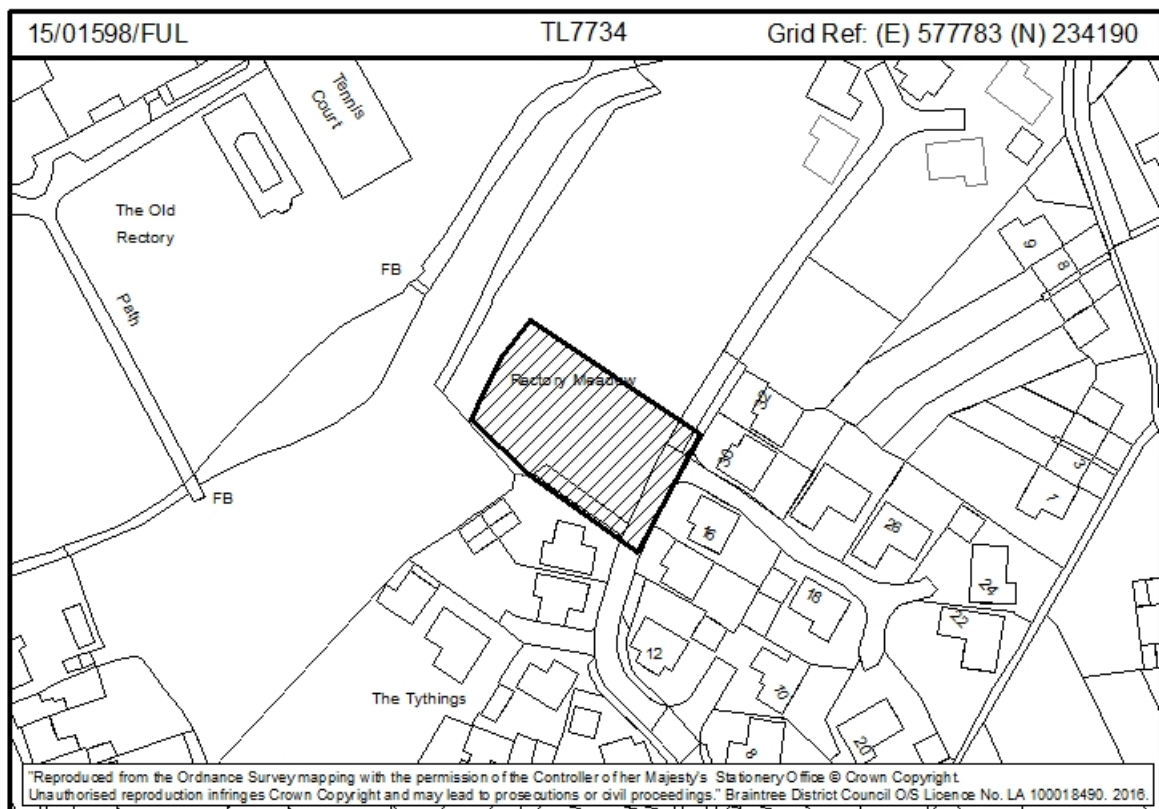 15/01598/FUL TL7734 Grid Ref: (E) 577783 (N) 234190
Tennis
Court
The Old
Rectory
Path
FB
FB
Rectory Meadow
9
8
32
30
3
7
16
26
18
24
22
12
10
20
8
The Tythings
"Reproduced from the Ordnance Survey mapping with the permission of the Controller of her Majesty's Stationery Office © Crown Copyright.
Unauthorised reproduction infringes Crown Copyright and may lead to prosecutions or civil proceedings." Braintree District Council O/S Licence No. LA 100018490. 2016.